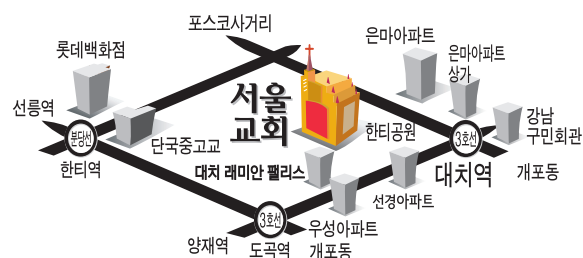 포스코사거리
롯데백화점
은마아파트
은마아파트
상가
선릉역
분당선
한티역
단국중고교
서울
교회
한티공원
3호선
강남
구민회관
대치역
개포동
대치 래미안 팰리스
선경아파트
3호선
우성아파트
양재역
도곡역
개포동